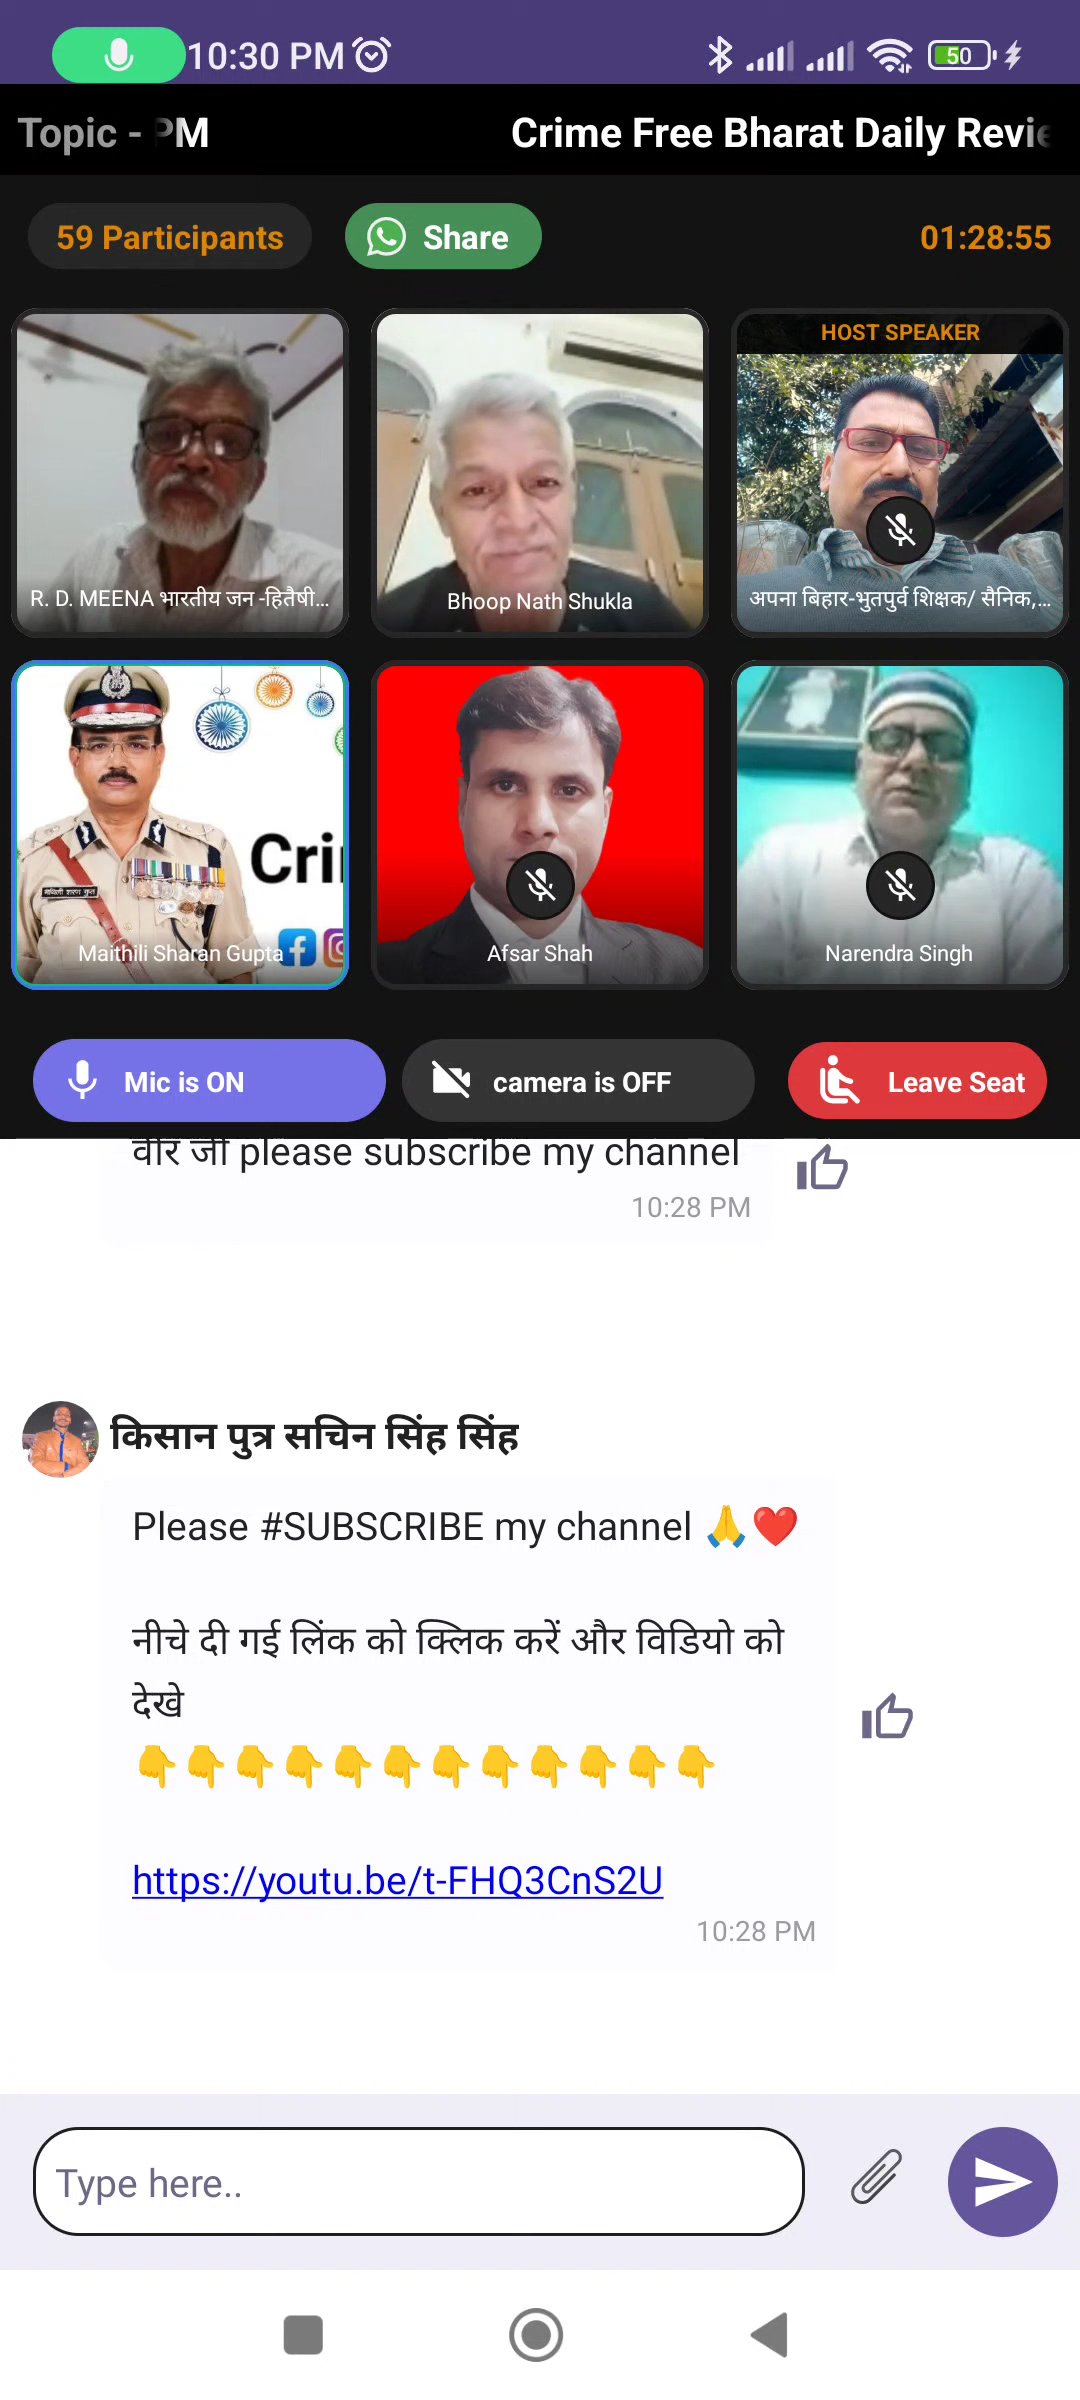 10:30 PM
50
Topic - PM Crime Free Bharat Daily Revie
59 Participants
Share
01:28:55
HOST SPEAKER
R. D. MEENA भारतीय जन -हितैषी...
Bhoop Nath Shukla
अपना बिहार-भुतपुर्व शिक्षक/ सैनिक,...
Cri
मैथिली शरण गुप्त
Maithili Sharan Gupta
Afsar Shah
Narendra Singh
Mic is ON
camera is OFF
Leave Seat
वीर जी please subscribe my channel
10:28 PM
किसान पुत्र सचिन सिंह सिंह
Please #SUBSCRIBE my channel 🙏❤️
नीचे दी गई लिंक को क्लिक करें और विडियो को
देखे
👇👇👇👇👇👇👇👇👇👇👇👇
https://youtu.be/t-FHQ3CnS2U
10:28 PM
Type here..